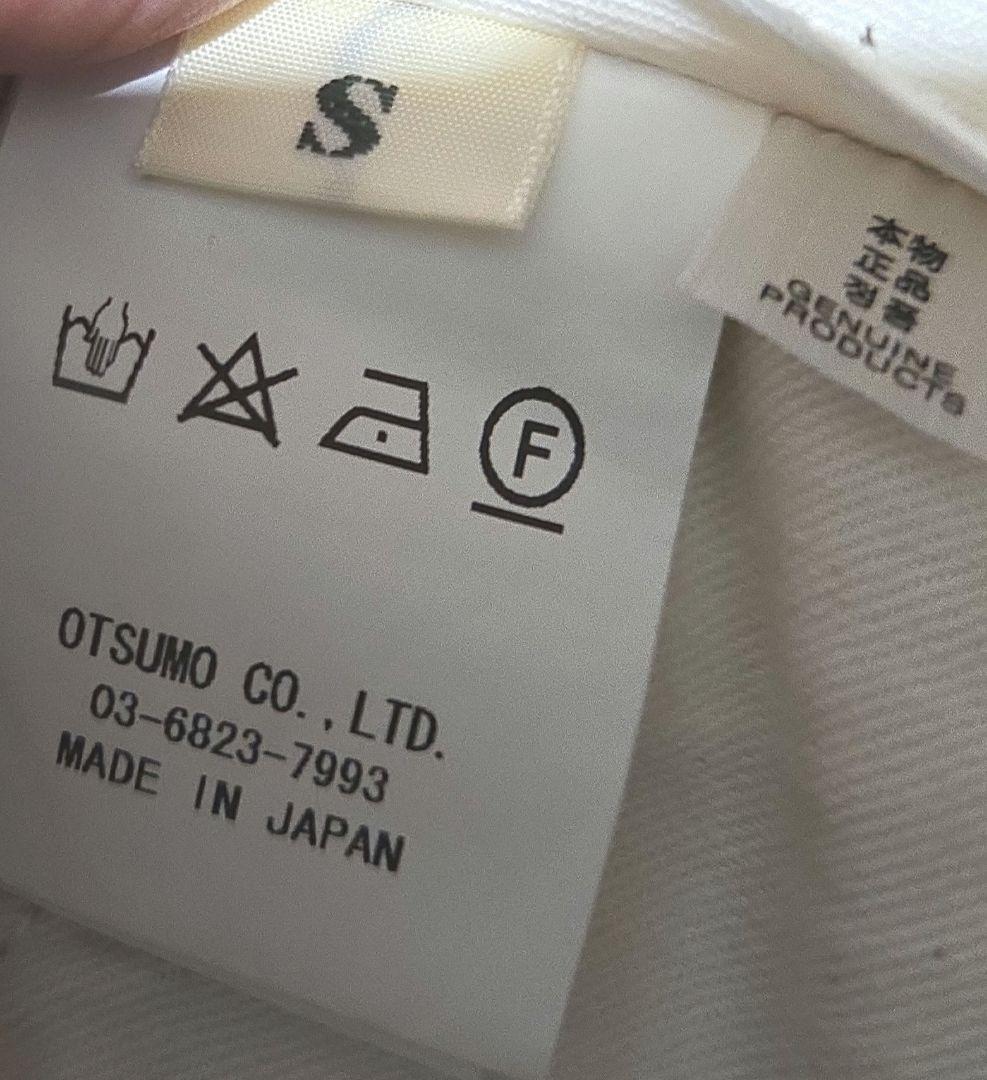 S
本物
正品
정품
GENUINE
PRODUCTS
F
OTSUMO CO.,LTD.
03-6823-7993
MADE IN JAPAN